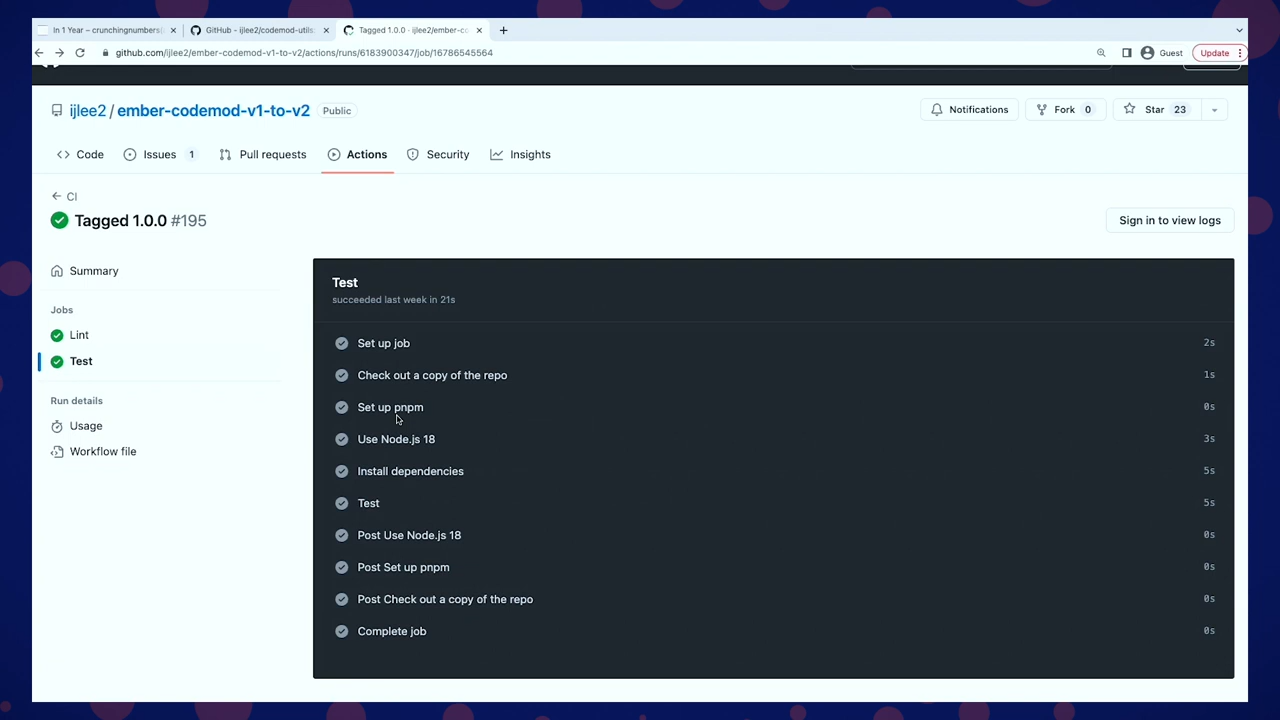 In 1 Year – crunchingnumbers
GitHub - ijlee2/codemod-utils:
Tagged 1.0.0 · ijlee2/ember-co
github.com/ijlee2/ember-codemod-v1-to-v2/actions/runs/6183900347/job/16786545564
Guest
Update
ijlee2 / ember-codemod-v1-to-v2
Public
Notifications
Fork 0
Star 23
Code
Issues 1
Pull requests
Actions
Security
Insights
CI
Tagged 1.0.0 #195
Sign in to view logs
Summary
Jobs
Lint
Test
Run details
Usage
Workflow file
Test
succeeded last week in 21s
Set up job 2s
Check out a copy of the repo 1s
Set up pnpm 0s
Use Node.js 18 3s
Install dependencies 5s
Test 5s
Post Use Node.js 18 0s
Post Set up pnpm 0s
Post Check out a copy of the repo 0s
Complete job 0s